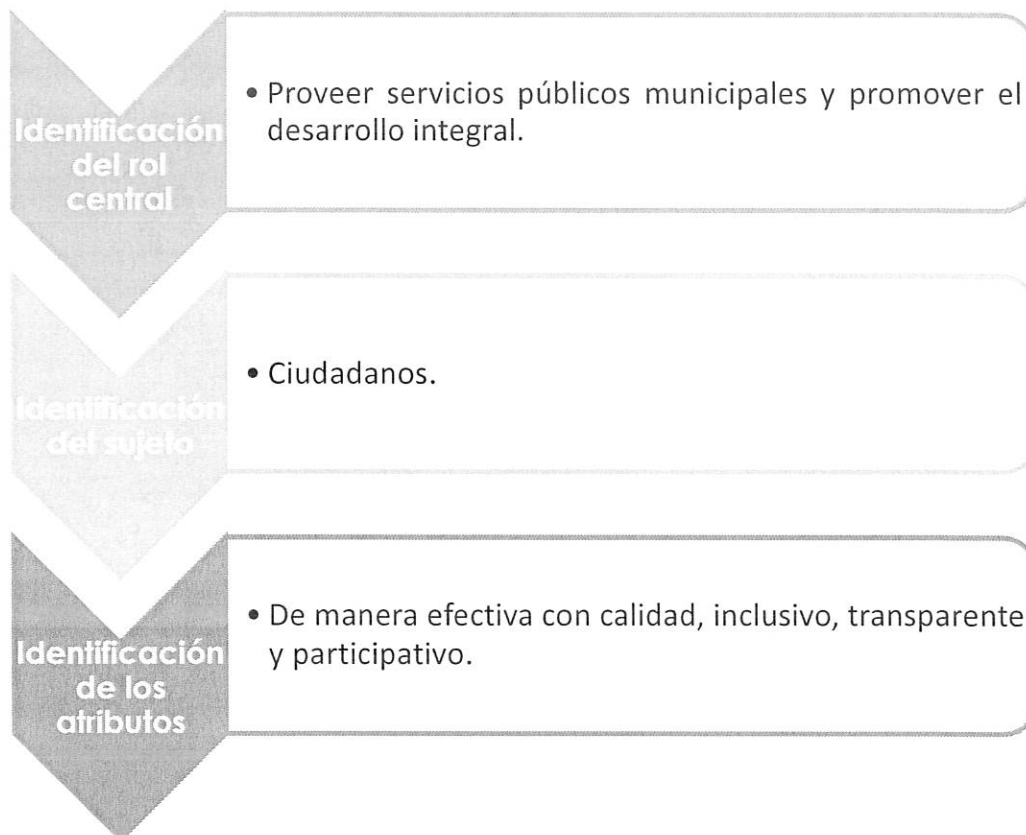 Identificación
del rol
central
• Proveer servicios públicos municipales y promover el
desarrollo integral.
Identificación
del sujeto
• Ciudadanos.
Identificación
de los
atributos
• De manera efectiva con calidad, inclusivo, transparente
y participativo.